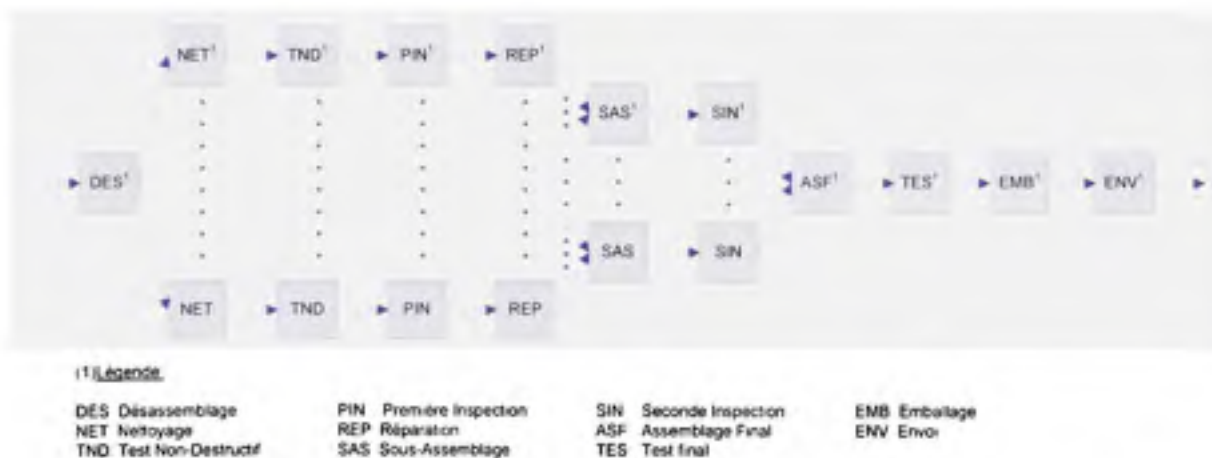 NET¹ TND¹ PIN¹ REP¹
SAS¹ SIN¹
DES¹ ASF¹ TES¹ EMB¹ ENV¹
SAS SIN
NET TND PIN REP
(1)Légende
DES Désassemblage PIN Première Inspection SIN Seconde Inspection EMB Emballage
NET Nettoyage REP Réparation ASF Assemblage Final ENV Envoi
TND Test Non-Destructif SAS Sous-Assemblage TES Test final